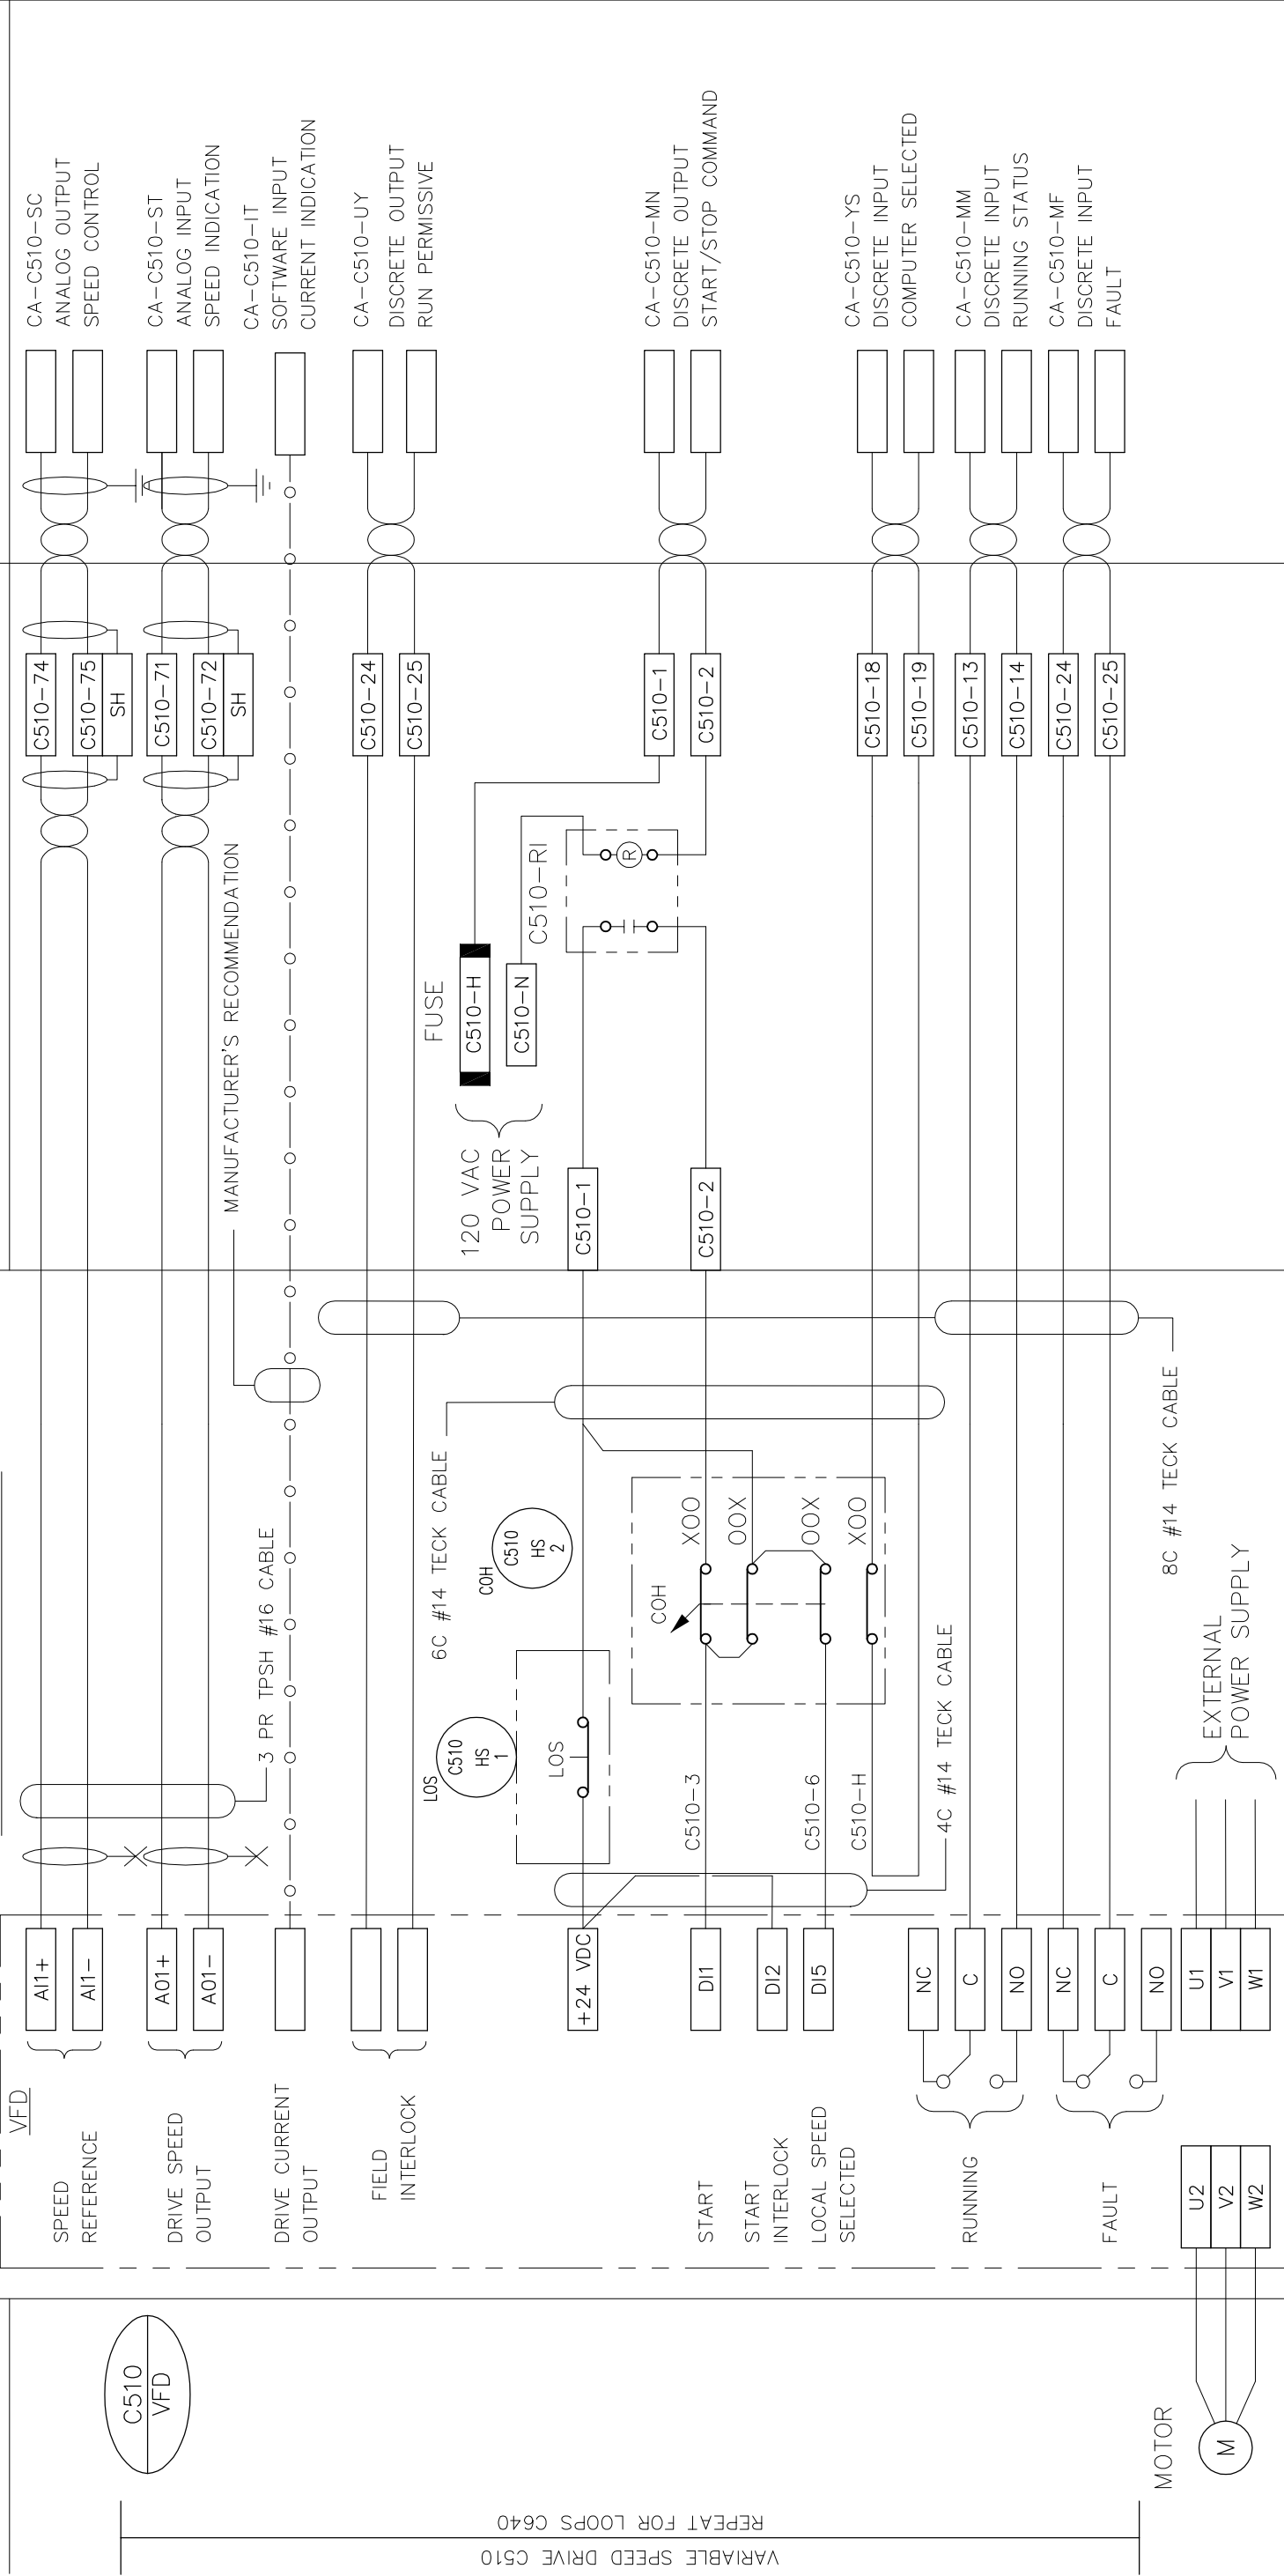 VARIABLE SPEED DRIVE C510
REPEAT FOR LOOPS C640
C510
VFD
MOTOR
M
VFD
SPEED
REFERENCE
AI1+
AI1-
3 PR TPSH #16 CABLE
C510-74
C510-75
SH
CA-C510-SC
ANALOG OUTPUT
SPEED CONTROL
DRIVE SPEED
OUTPUT
A01+
A01-
C510-71
C510-72
SH
CA-C510-ST
ANALOG INPUT
SPEED INDICATION
DRIVE CURRENT
OUTPUT
MANUFACTURER'S RECOMMENDATION
CA-C510-IT
SOFTWARE INPUT
CURRENT INDICATION
FIELD
INTERLOCK
C510-24
C510-25
CA-C510-UY
DISCRETE OUTPUT
RUN PERMISSIVE
6C #14 TECK CABLE
LOS
C510
HS
1
COH
C510
HS
2
+24 VDC
LOS
FUSE
C510-H
C510-N
120 VAC
POWER
SUPPLY
C510-RI
R
C510-1
C510-2
C510-1
C510-2
CA-C510-MN
DISCRETE OUTPUT
START/STOP COMMAND
START
DI1
C510-3
COH
XOO
OOX
OOX
XOO
START
INTERLOCK
DI2
LOCAL SPEED
SELECTED
DI5
C510-6
C510-H
4C #14 TECK CABLE
C510-18
C510-19
CA-C510-YS
DISCRETE INPUT
COMPUTER SELECTED
RUNNING
NC
C
NO
C510-13
C510-14
CA-C510-MM
DISCRETE INPUT
RUNNING STATUS
FAULT
NC
C
NO
C510-24
C510-25
CA-C510-MF
DISCRETE INPUT
FAULT
8C #14 TECK CABLE
U2
V2
W2
U1
V1
W1
EXTERNAL
POWER SUPPLY